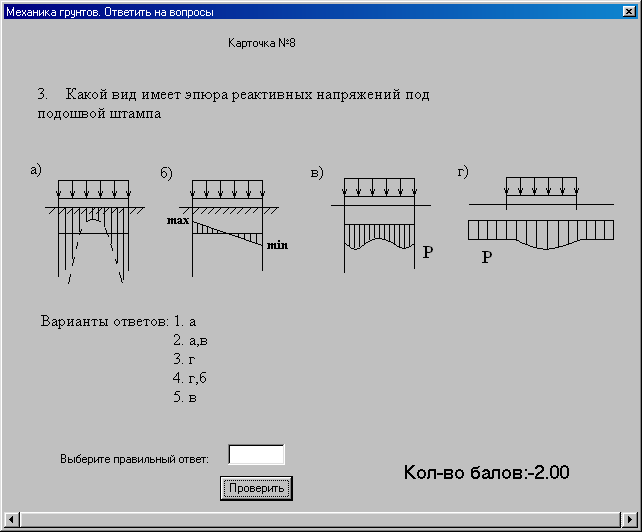 Механика грунтов. Ответить на вопросы
Карточка №8
3. Какой вид имеет эпюра реактивных напряжений под
подошвой штампа
а) б) в) г)
max
min
P P
Варианты ответов: 1. а
2. а,в
3. г
4. г,б
5. в
Выберите правильный ответ:
Кол-во балов:-2.00
Проверить